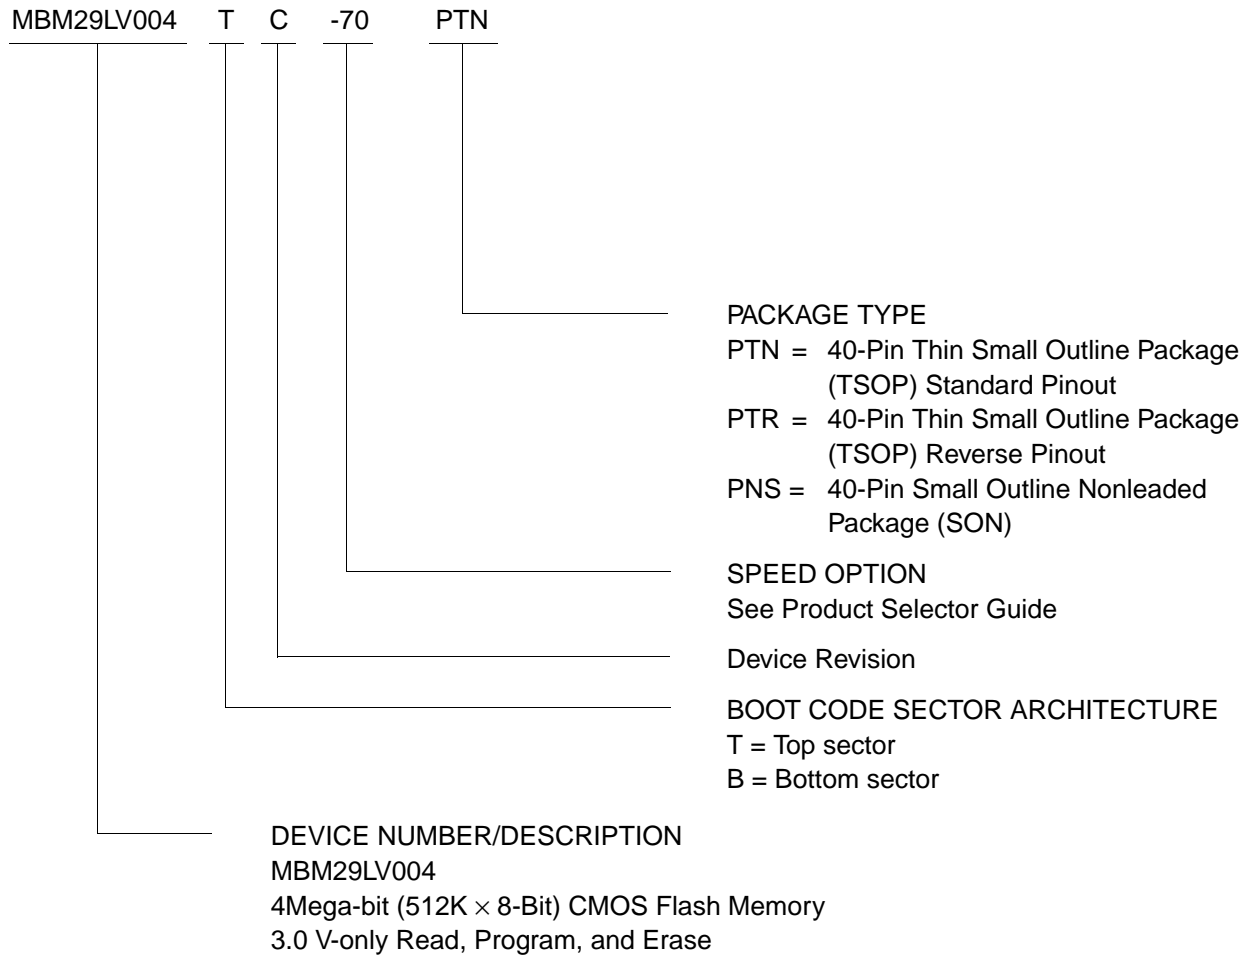 MBM29LV004 T C -70 PTN
PACKAGE TYPE
PTN = 40-Pin Thin Small Outline Package
(TSOP) Standard Pinout
PTR = 40-Pin Thin Small Outline Package
(TSOP) Reverse Pinout
PNS = 40-Pin Small Outline Nonleaded
Package (SON)
SPEED OPTION
See Product Selector Guide
Device Revision
BOOT CODE SECTOR ARCHITECTURE
T = Top sector
B = Bottom sector
DEVICE NUMBER/DESCRIPTION
MBM29LV004
4Mega-bit (512K × 8-Bit) CMOS Flash Memory
3.0 V-only Read, Program, and Erase